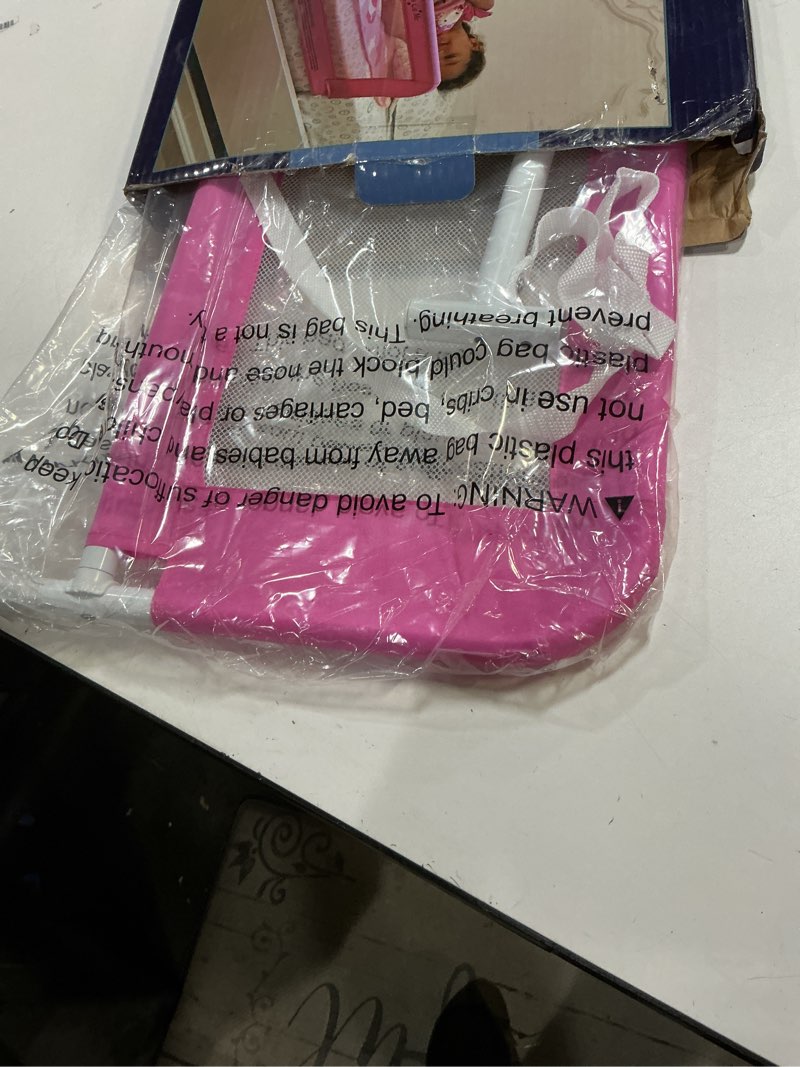 WARNING: To avoid danger of suffocation keep
this plastic bag away from babies and children. Do
not use in cribs, bed, carriages or playpens.
plastic bag could block the nose and mouth
prevent breathing. This bag is not a